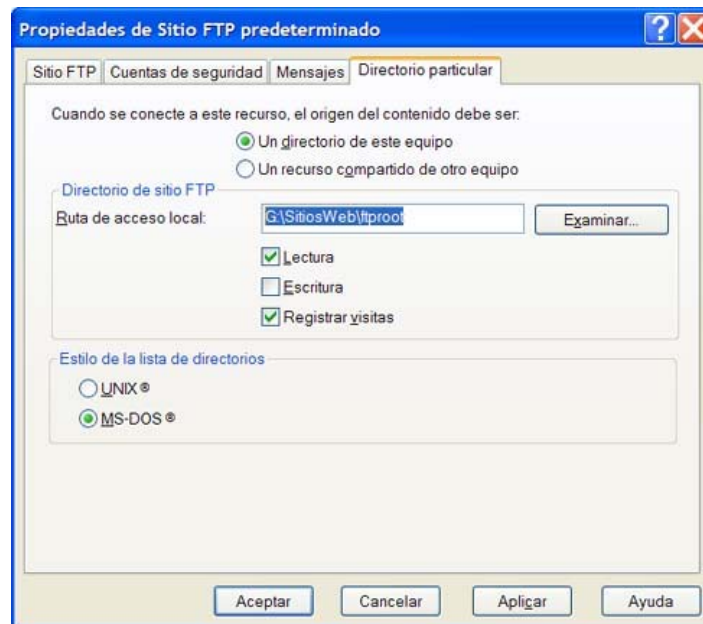 Propiedades de Sitio FTP predeterminado
Sitio FTP Cuentas de seguridad Mensajes Directorio particular
Cuando se conecte a este recurso, el origen del contenido debe ser:
Un directorio de este equipo
Un recurso compartido de otro equipo
Directorio de sitio FTP
Ruta de acceso local: G:\SitiosWeb\ftproot Examinar...
Lectura
Escritura
Registrar visitas
Estilo de la lista de directorios
UNIX ®
MS-DOS ®
Aceptar Cancelar Aplicar Ayuda